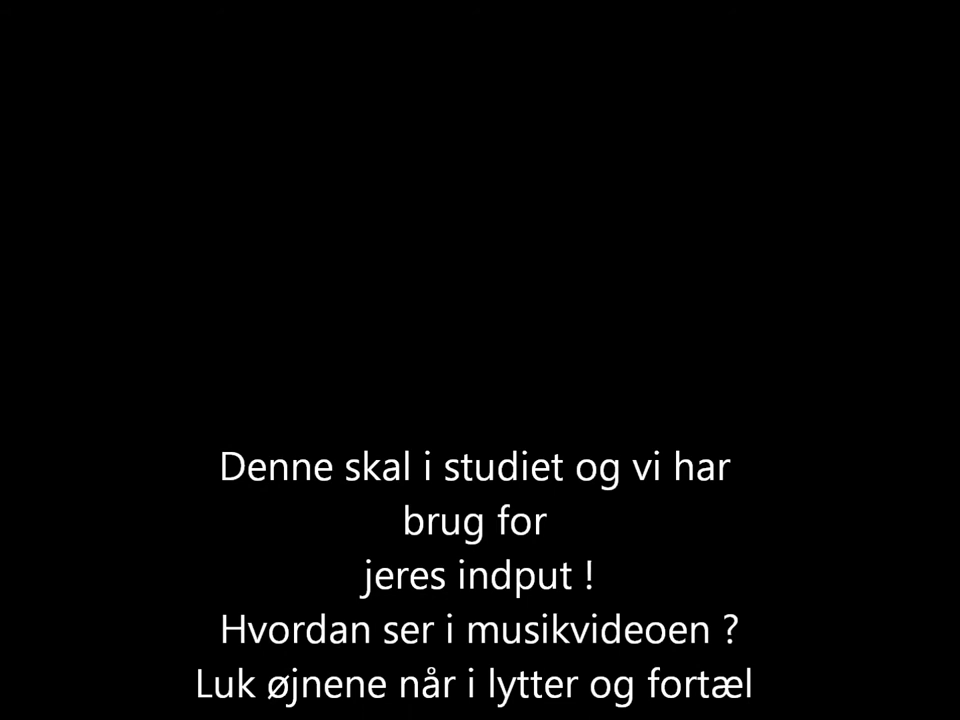 Denne skal i studiet og vi har
brug for
jeres indput !
Hvordan ser i musikvideoen ?
Luk øjnene når i lytter og fortæl